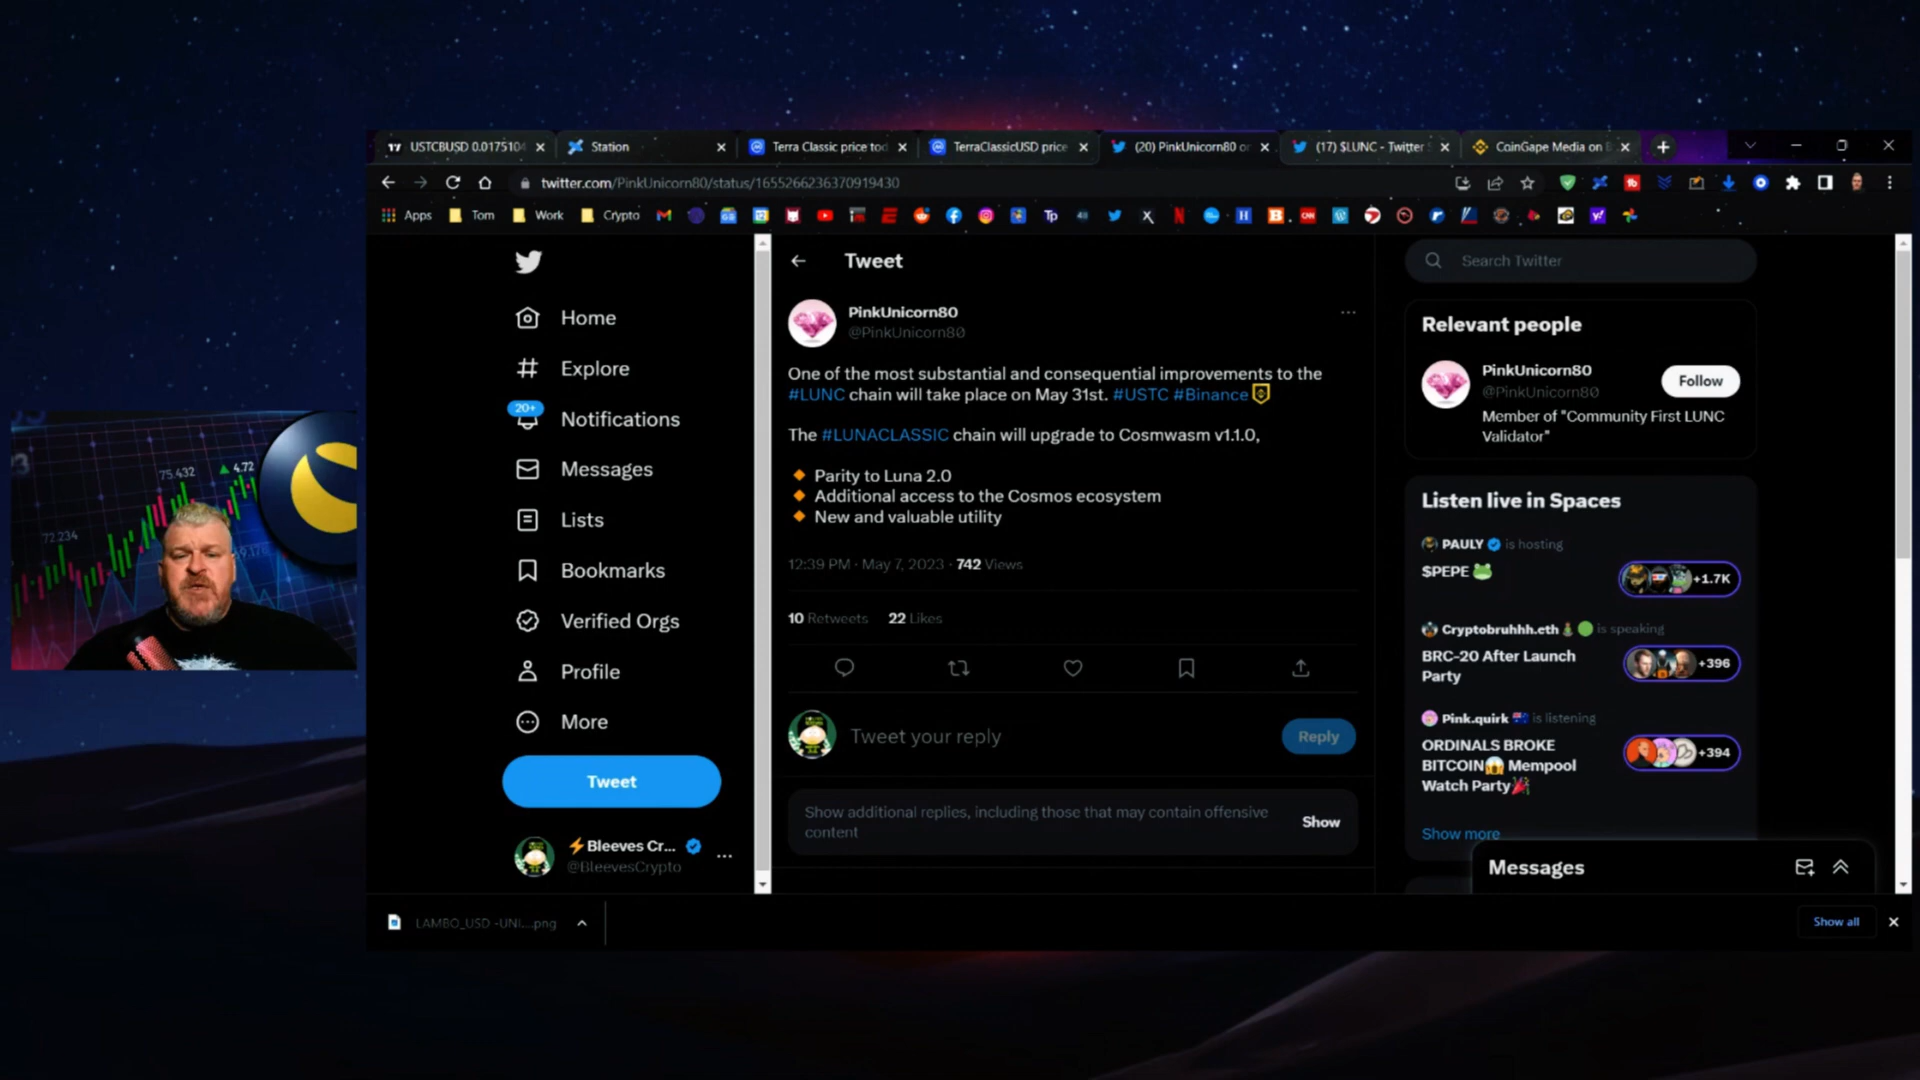 USTCBUSD 0.0175104
Station
Terra Classic price tod
TerraClassicUSD price
(20) PinkUnicorn80 on
(17) $LUNC - Twitter S
CoinGape Media on B
twitter.com/PinkUnicorn80/status/1655266236370919430
Apps
Tom
Work
Crypto
Home
Explore
20+
Notifications
Messages
Lists
Bookmarks
Verified Orgs
Profile
More
Tweet
⚡Bleeves Cr...
@BleevesCrypto
Tweet
PinkUnicorn80
@PinkUnicorn80
One of the most substantial and consequential improvements to the
#LUNC chain will take place on May 31st. #USTC #Binance
The #LUNACLASSIC chain will upgrade to Cosmwasm v1.1.0,
🔸 Parity to Luna 2.0
🔸 Additional access to the Cosmos ecosystem
🔸 New and valuable utility
12:39 PM · May 7, 2023 · 742 Views
10 Retweets 22 Likes
Tweet your reply
Reply
Show additional replies, including those that may contain offensive
content
Show
Search Twitter
Relevant people
PinkUnicorn80
@PinkUnicorn80
Follow
Member of "Community First LUNC
Validator"
Listen live in Spaces
PAULY is hosting
$PEPE 🐸
+1.7K
Cryptobruhhh.eth is speaking
BRC-20 After Launch
Party
+396
Pink.quirk 🇦🇺 is listening
ORDINALS BROKE
BITCOIN😱 Mempool
Watch Party🎉
+394
Show more
Messages
LAMBO_USD -UNI....png
Show all
75.432
4.72
72.234